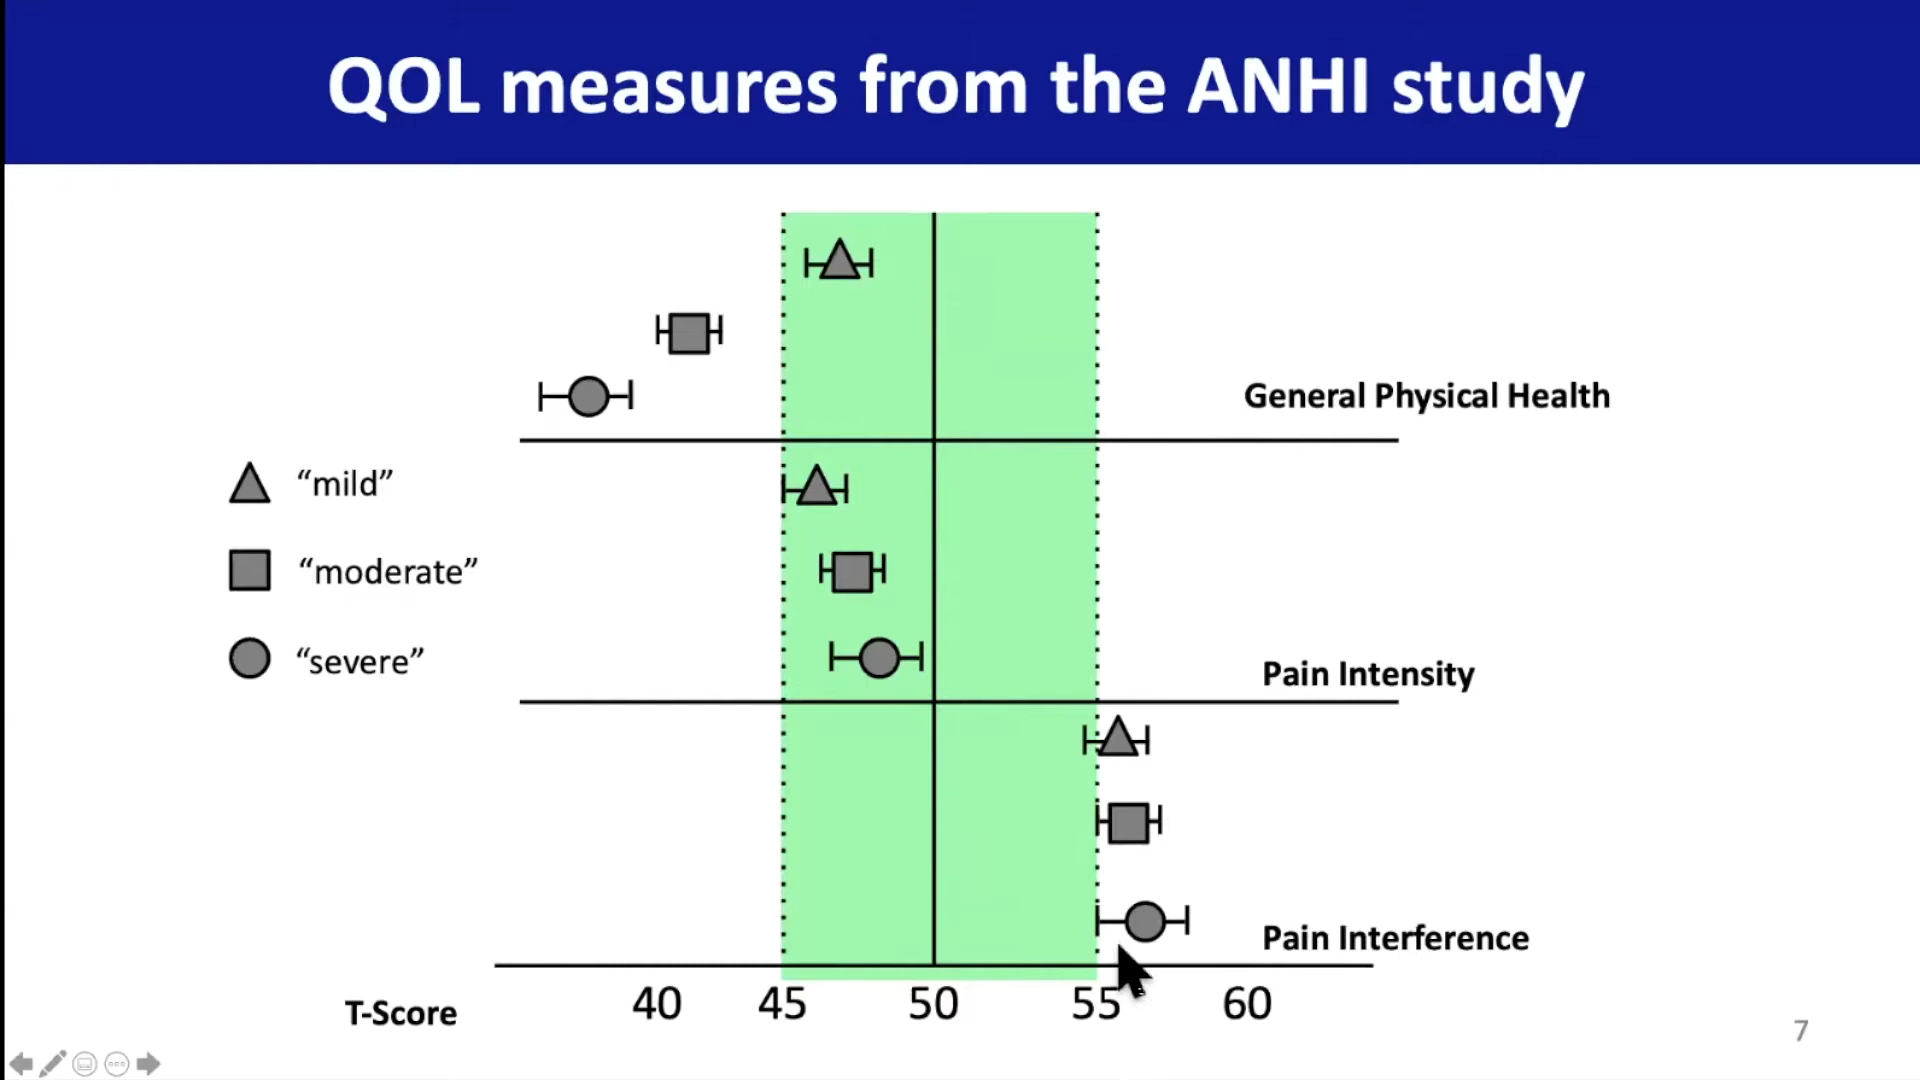 QOL measures from the ANHI study
General Physical Health
“mild”
“moderate”
“severe”
Pain Intensity
Pain Interference
T-Score 40 45 50 55 60
7